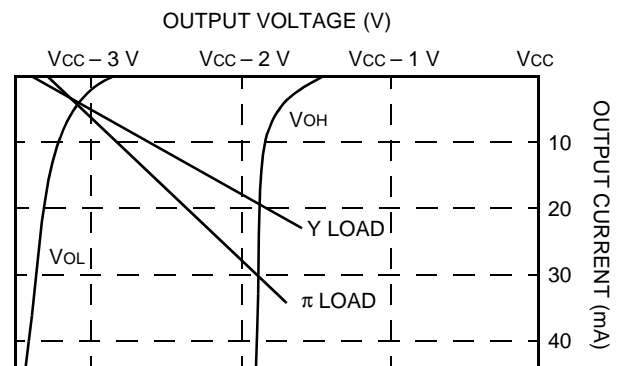 OUTPUT VOLTAGE (V)
VCC – 3 V VCC – 2 V VCC – 1 V VCC
VOH
10
20
Y LOAD
VOL
30
π LOAD
40
OUTPUT CURRENT (mA)